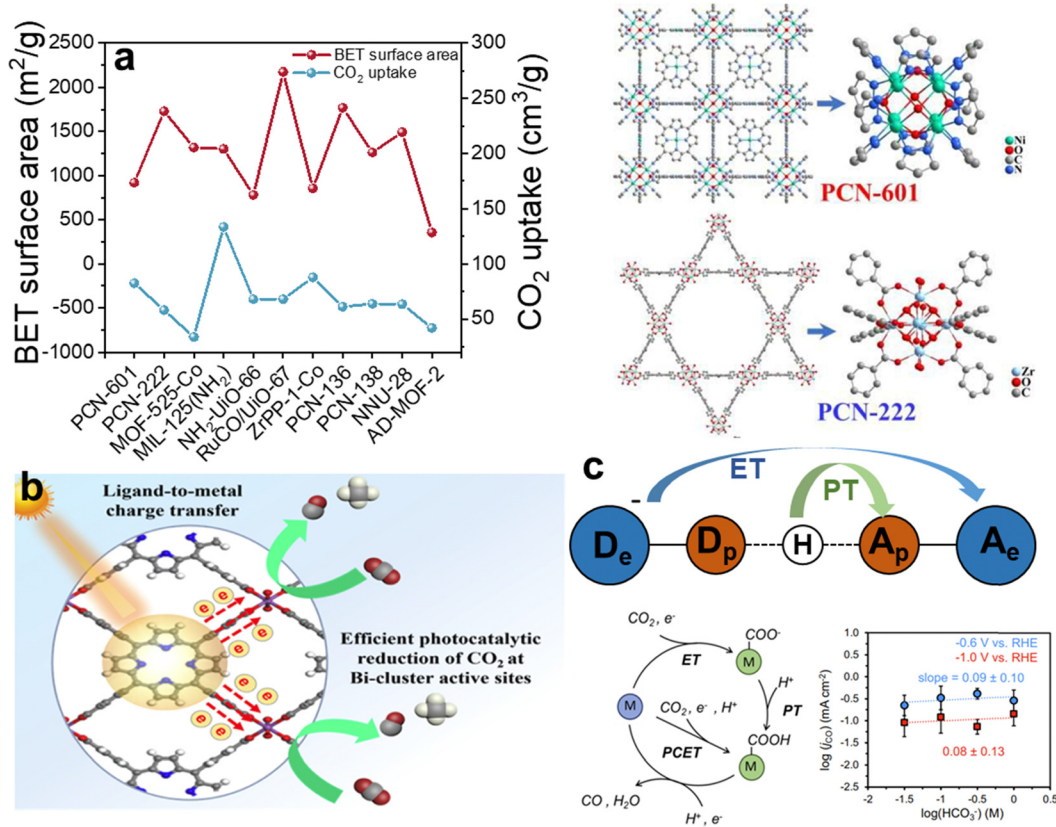 a
BET surface area
CO₂ uptake
BET surface area (m²/g)
2500
2000
1500
1000
500
0
-500
-1000
300
250
200
150
100
50
CO₂ uptake (cm³/g)
PCN-601
PCN-222
MOF-525-Co
MIL-125(NH₂)
NH₂-UiO-66
RuCO/UiO-67
ZrPP-1-Co
PCN-136
PCN-138
NNU-28
AD-MOF-2
Ni
O
C
N
PCN-601
Zr
O
C
PCN-222
b
Ligand-to-metal
charge transfer
e e
e e
e e
e e
Efficient photocatalytic
reduction of CO₂ at
Bi-cluster active sites
c
ET
PT
Dₑ⁻
Dₚ
H
Aₚ
Aₑ
CO₂, e⁻
ET
COO⁻
M
H⁺
PT
M
CO₂, e⁻, H⁺
PCET
COOH
M
CO, H₂O
H⁺, e⁻
-0.6 V vs. RHE
-1.0 V vs. RHE
slope = 0.09 ± 0.10
0.08 ± 0.13
log (jCO) (mA cm⁻²)
1.0
0.5
0.0
-0.5
-1.0
-1.5
-2.0
-2.5
-2
-1.5
-1
-0.5
0
0.5
log(HCO₃⁻) (M)